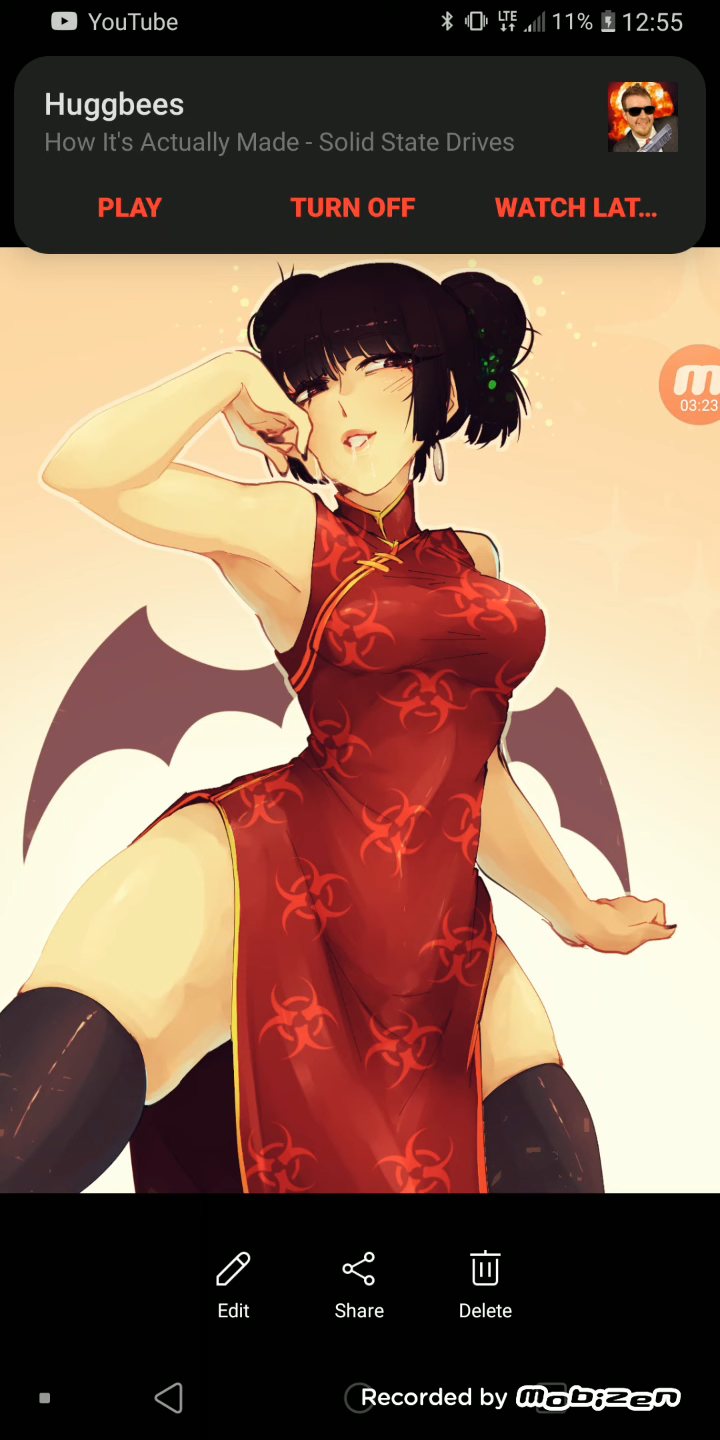 YouTube
LTE 11% 12:55
Huggbees
How It's Actually Made - Solid State Drives
PLAY TURN OFF WATCH LAT...
m
03:23
Edit Share Delete
Recorded by mobizen